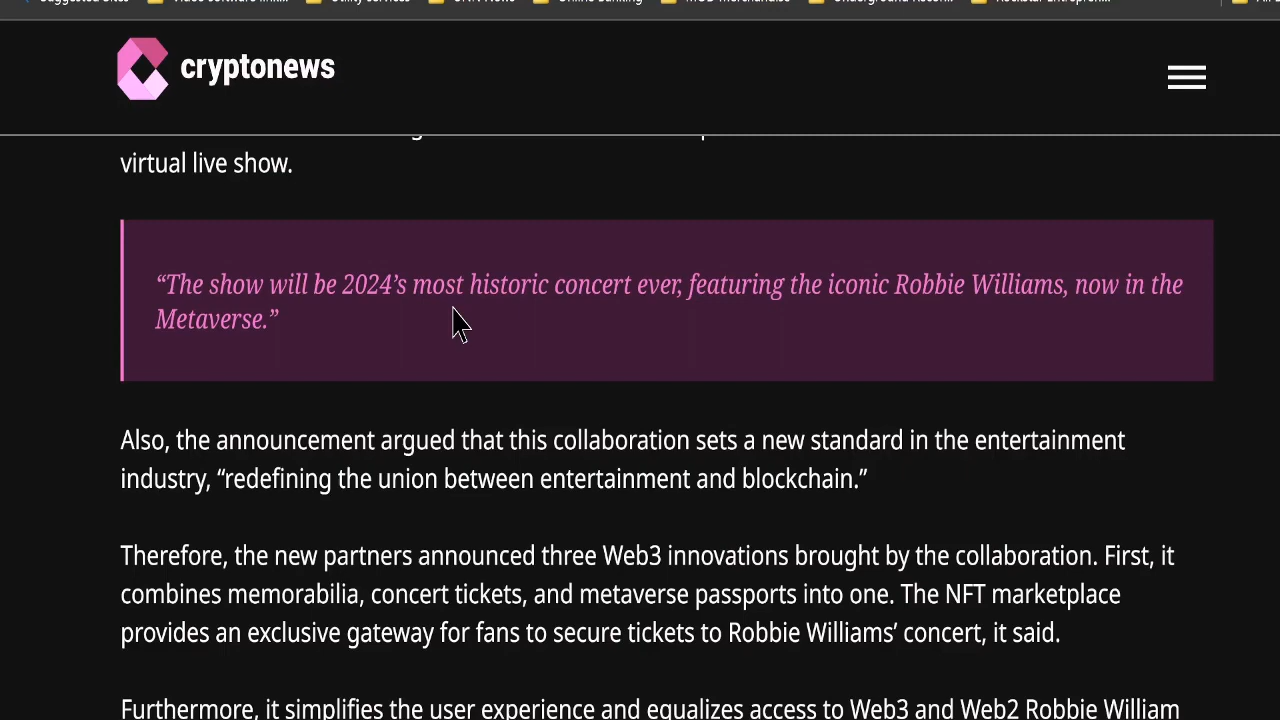 cryptonews
virtual live show.
“The show will be 2024’s most historic concert ever, featuring the iconic Robbie Williams, now in the
Metaverse.”
Also, the announcement argued that this collaboration sets a new standard in the entertainment
industry, “redefining the union between entertainment and blockchain.”
Therefore, the new partners announced three Web3 innovations brought by the collaboration. First, it
combines memorabilia, concert tickets, and metaverse passports into one. The NFT marketplace
provides an exclusive gateway for fans to secure tickets to Robbie Williams’ concert, it said.
Furthermore, it simplifies the user experience and equalizes access to Web3 and Web2 Robbie William